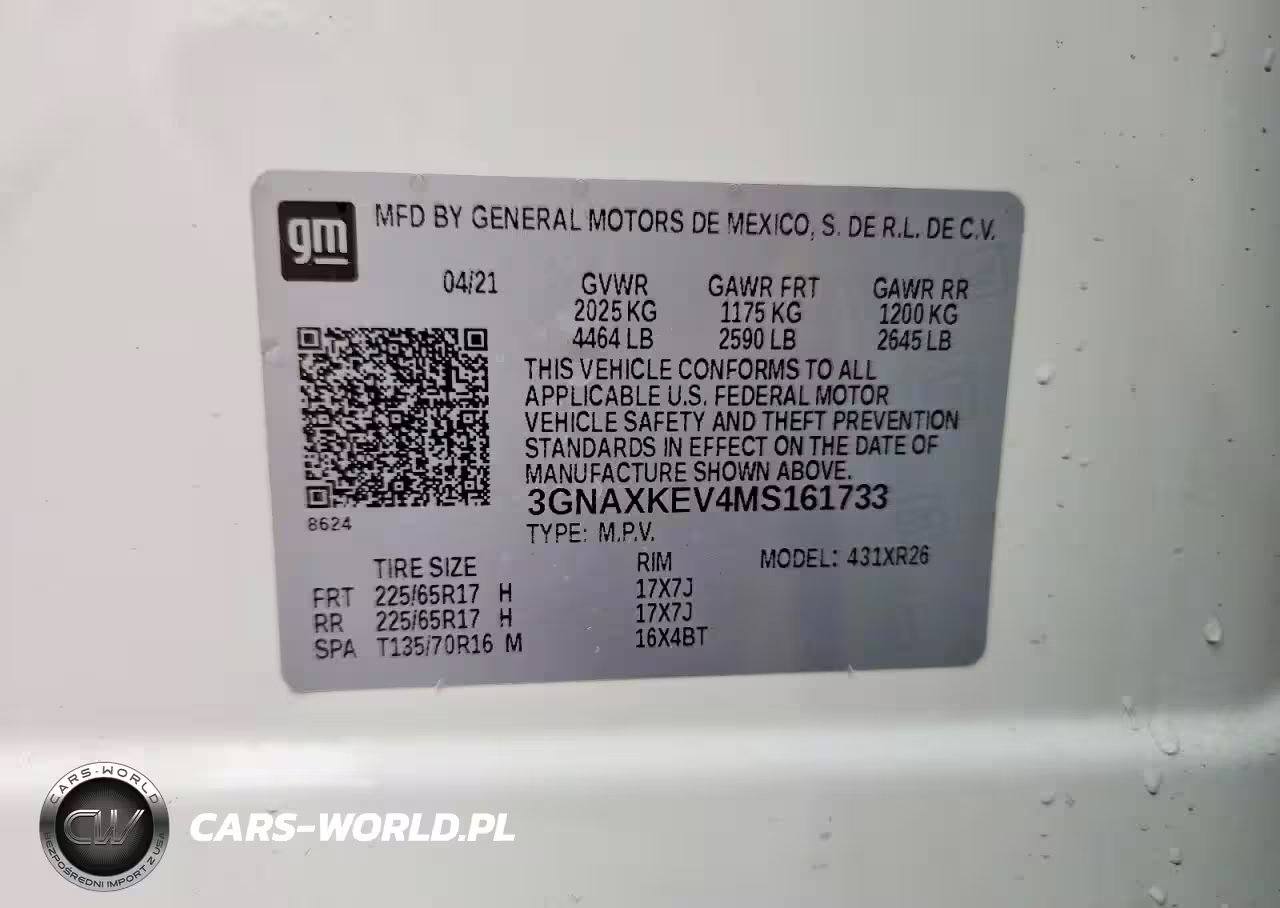 gm MFD BY GENERAL MOTORS DE MEXICO, S. DE R.L. DE C.V.
04/21 GVWR GAWR FRT GAWR RR
2025 KG 1175 KG 1200 KG
4464 LB 2590 LB 2645 LB
THIS VEHICLE CONFORMS TO ALL
APPLICABLE U.S. FEDERAL MOTOR
VEHICLE SAFETY AND THEFT PREVENTION
STANDARDS IN EFFECT ON THE DATE OF
MANUFACTURE SHOWN ABOVE.
3GNAXKEV4MS161733
8624
TYPE: M.P.V.
TIRE SIZE RIM MODEL: 431XR26
FRT 225/65R17 H 17X7J
RR 225/65R17 H 17X7J
SPA T135/70R16 M 16X4BT
CARS-WORLD
CW
BEZPOŚREDNI IMPORT Z USA
CARS-WORLD.PL